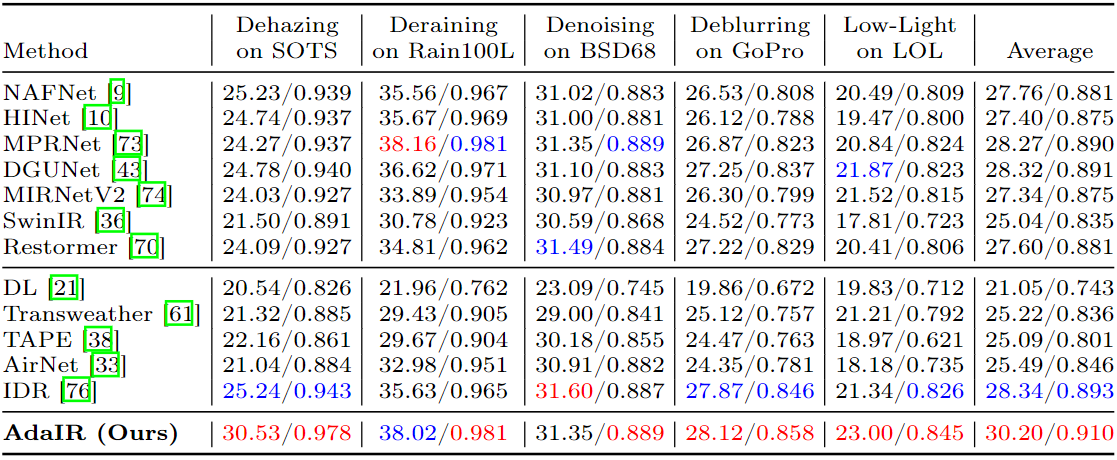 Method | Dehazing on SOTS | Deraining on Rain100L | Denoising on BSD68 | Deblurring on GoPro | Low-Light on LOL | Average
NAFNet [9] | 25.23/0.939 | 35.56/0.967 | 31.02/0.883 | 26.53/0.808 | 20.49/0.809 | 27.76/0.881
HINet [10] | 24.74/0.937 | 35.67/0.969 | 31.00/0.881 | 26.12/0.788 | 19.47/0.800 | 27.40/0.875
MPRNet [73] | 24.27/0.937 | 38.16/0.981 | 31.35/0.889 | 26.87/0.823 | 20.84/0.824 | 28.27/0.890
DGUNet [43] | 24.78/0.940 | 36.62/0.971 | 31.10/0.883 | 27.25/0.837 | 21.87/0.823 | 28.32/0.891
MIRNetV2 [74] | 24.03/0.927 | 33.89/0.954 | 30.97/0.881 | 26.30/0.799 | 21.52/0.815 | 27.34/0.875
SwinIR [36] | 21.50/0.891 | 30.78/0.923 | 30.59/0.868 | 24.52/0.773 | 17.81/0.723 | 25.04/0.835
Restormer [70] | 24.09/0.927 | 34.81/0.962 | 31.49/0.884 | 27.22/0.829 | 20.41/0.806 | 27.60/0.881
DL [21] | 20.54/0.826 | 21.96/0.762 | 23.09/0.745 | 19.86/0.672 | 19.83/0.712 | 21.05/0.743
Transweather [61] | 21.32/0.885 | 29.43/0.905 | 29.00/0.841 | 25.12/0.757 | 21.21/0.792 | 25.22/0.836
TAPE [38] | 22.16/0.861 | 29.67/0.904 | 30.18/0.855 | 24.47/0.763 | 18.97/0.621 | 25.09/0.801
AirNet [33] | 21.04/0.884 | 32.98/0.951 | 30.91/0.882 | 24.35/0.781 | 18.18/0.735 | 25.49/0.846
IDR [76] | 25.24/0.943 | 35.63/0.965 | 31.60/0.887 | 27.87/0.846 | 21.34/0.826 | 28.34/0.893
AdaIR (Ours) | 30.53/0.978 | 38.02/0.981 | 31.35/0.889 | 28.12/0.858 | 23.00/0.845 | 30.20/0.910